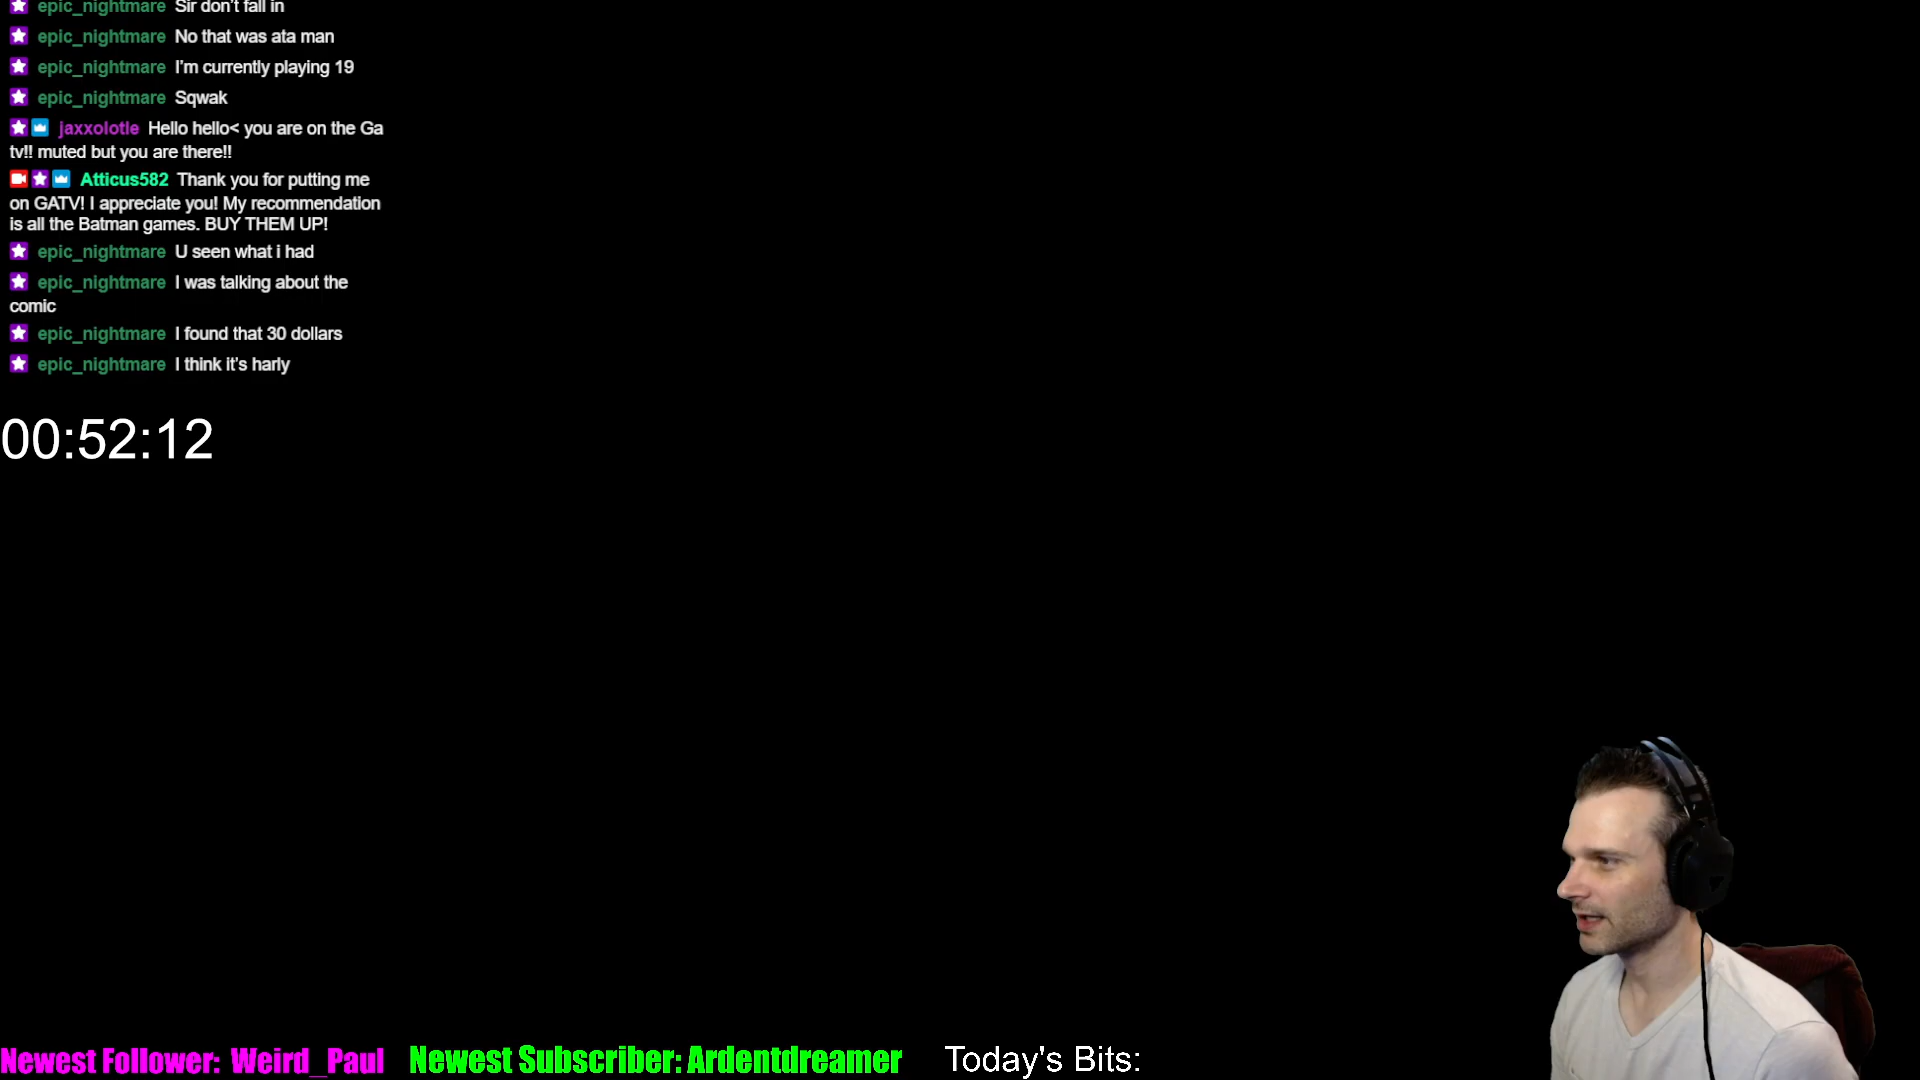 epic_nightmare Sir don't fall in
epic_nightmare No that was ata man
epic_nightmare I'm currently playing 19
epic_nightmare Sqwak
jaxxolotle Hello hello< you are on the Ga
tv!! muted but you are there!!
Atticus582 Thank you for putting me
on GATV! I appreciate you! My recommendation
is all the Batman games. BUY THEM UP!
epic_nightmare U seen what i had
epic_nightmare I was talking about the
comic
epic_nightmare I found that 30 dollars
epic_nightmare I think it's harly
00:52:12
Newest Follower: Weird_Paul Newest Subscriber: Ardentdreamer Today's Bits: